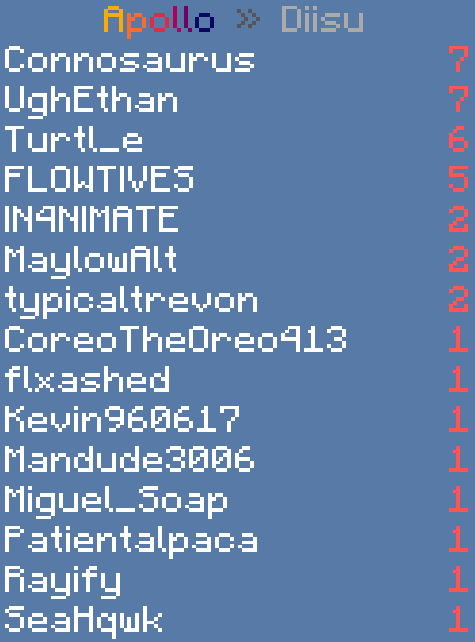 Apollo » Diisu
Connosaurus 7
UghEthan 7
Turtl_e 6
FLOWTIVES 5
IN4NIMATE 2
MaylowAlt 2
typicaltrevon 2
CoreoTheOreo413 1
flxashed 1
Kevin960617 1
Mandude3006 1
Miguel_Soap 1
Patientalpaca 1
Rayify 1
SeaHqwk 1